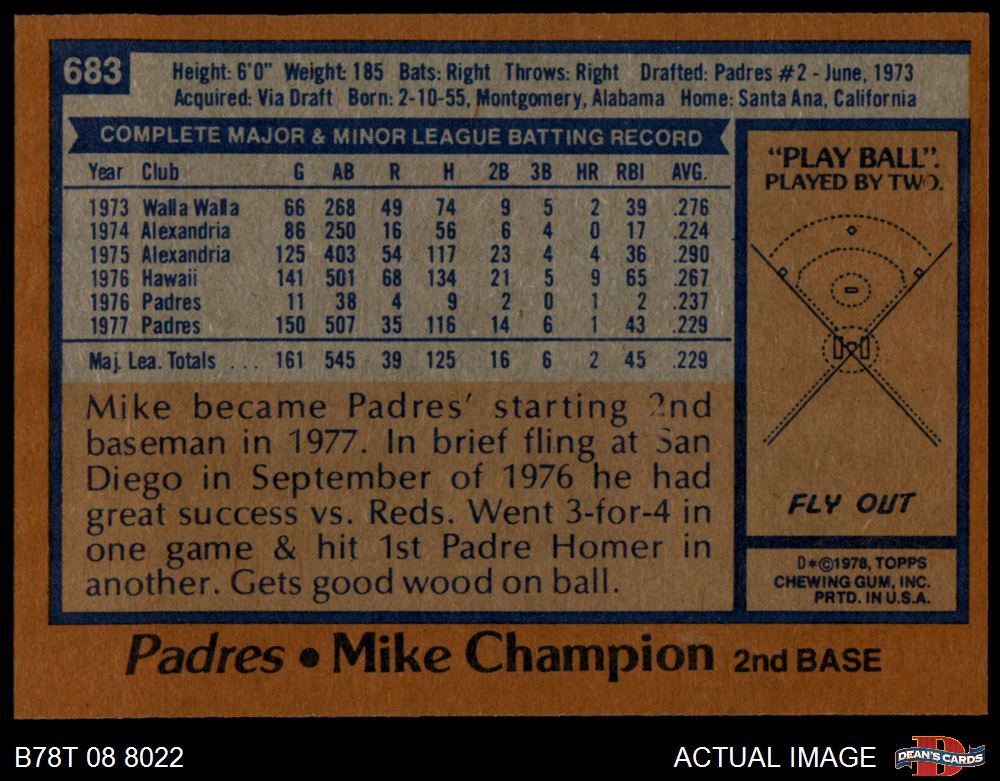 683
Height: 6'0" Weight: 185 Bats: Right Throws: Right Drafted: Padres #2 - June, 1973
Acquired: Via Draft Born: 2-10-55, Montgomery, Alabama Home: Santa Ana, California
COMPLETE MAJOR & MINOR LEAGUE BATTING RECORD
Year Club G AB R H 2B 3B HR RBI AVG.
1973 Walla Walla 66 268 49 74 9 5 2 39 .276
1974 Alexandria 86 250 16 56 6 4 0 17 .224
1975 Alexandria 125 403 54 117 23 4 4 36 .290
1976 Hawaii 141 501 68 134 21 5 9 65 .267
1976 Padres 11 38 4 9 2 0 1 2 .237
1977 Padres 150 507 35 116 14 6 1 43 .229
Maj. Lea. Totals ... 161 545 39 125 16 6 2 45 .229
Mike became Padres' starting 2nd
baseman in 1977. In brief fling at San
Diego in September of 1976 he had
great success vs. Reds. Went 3-for-4 in
one game & hit 1st Padre Homer in
another. Gets good wood on ball.
"PLAY BALL".
PLAYED BY TWO.
FLY OUT
D*©1978, TOPPS
CHEWING GUM, INC.
PRTD. IN U.S.A.
Padres • Mike Champion 2nd BASE
B78T 08 8022
ACTUAL IMAGE
D
DEAN'S CARDS